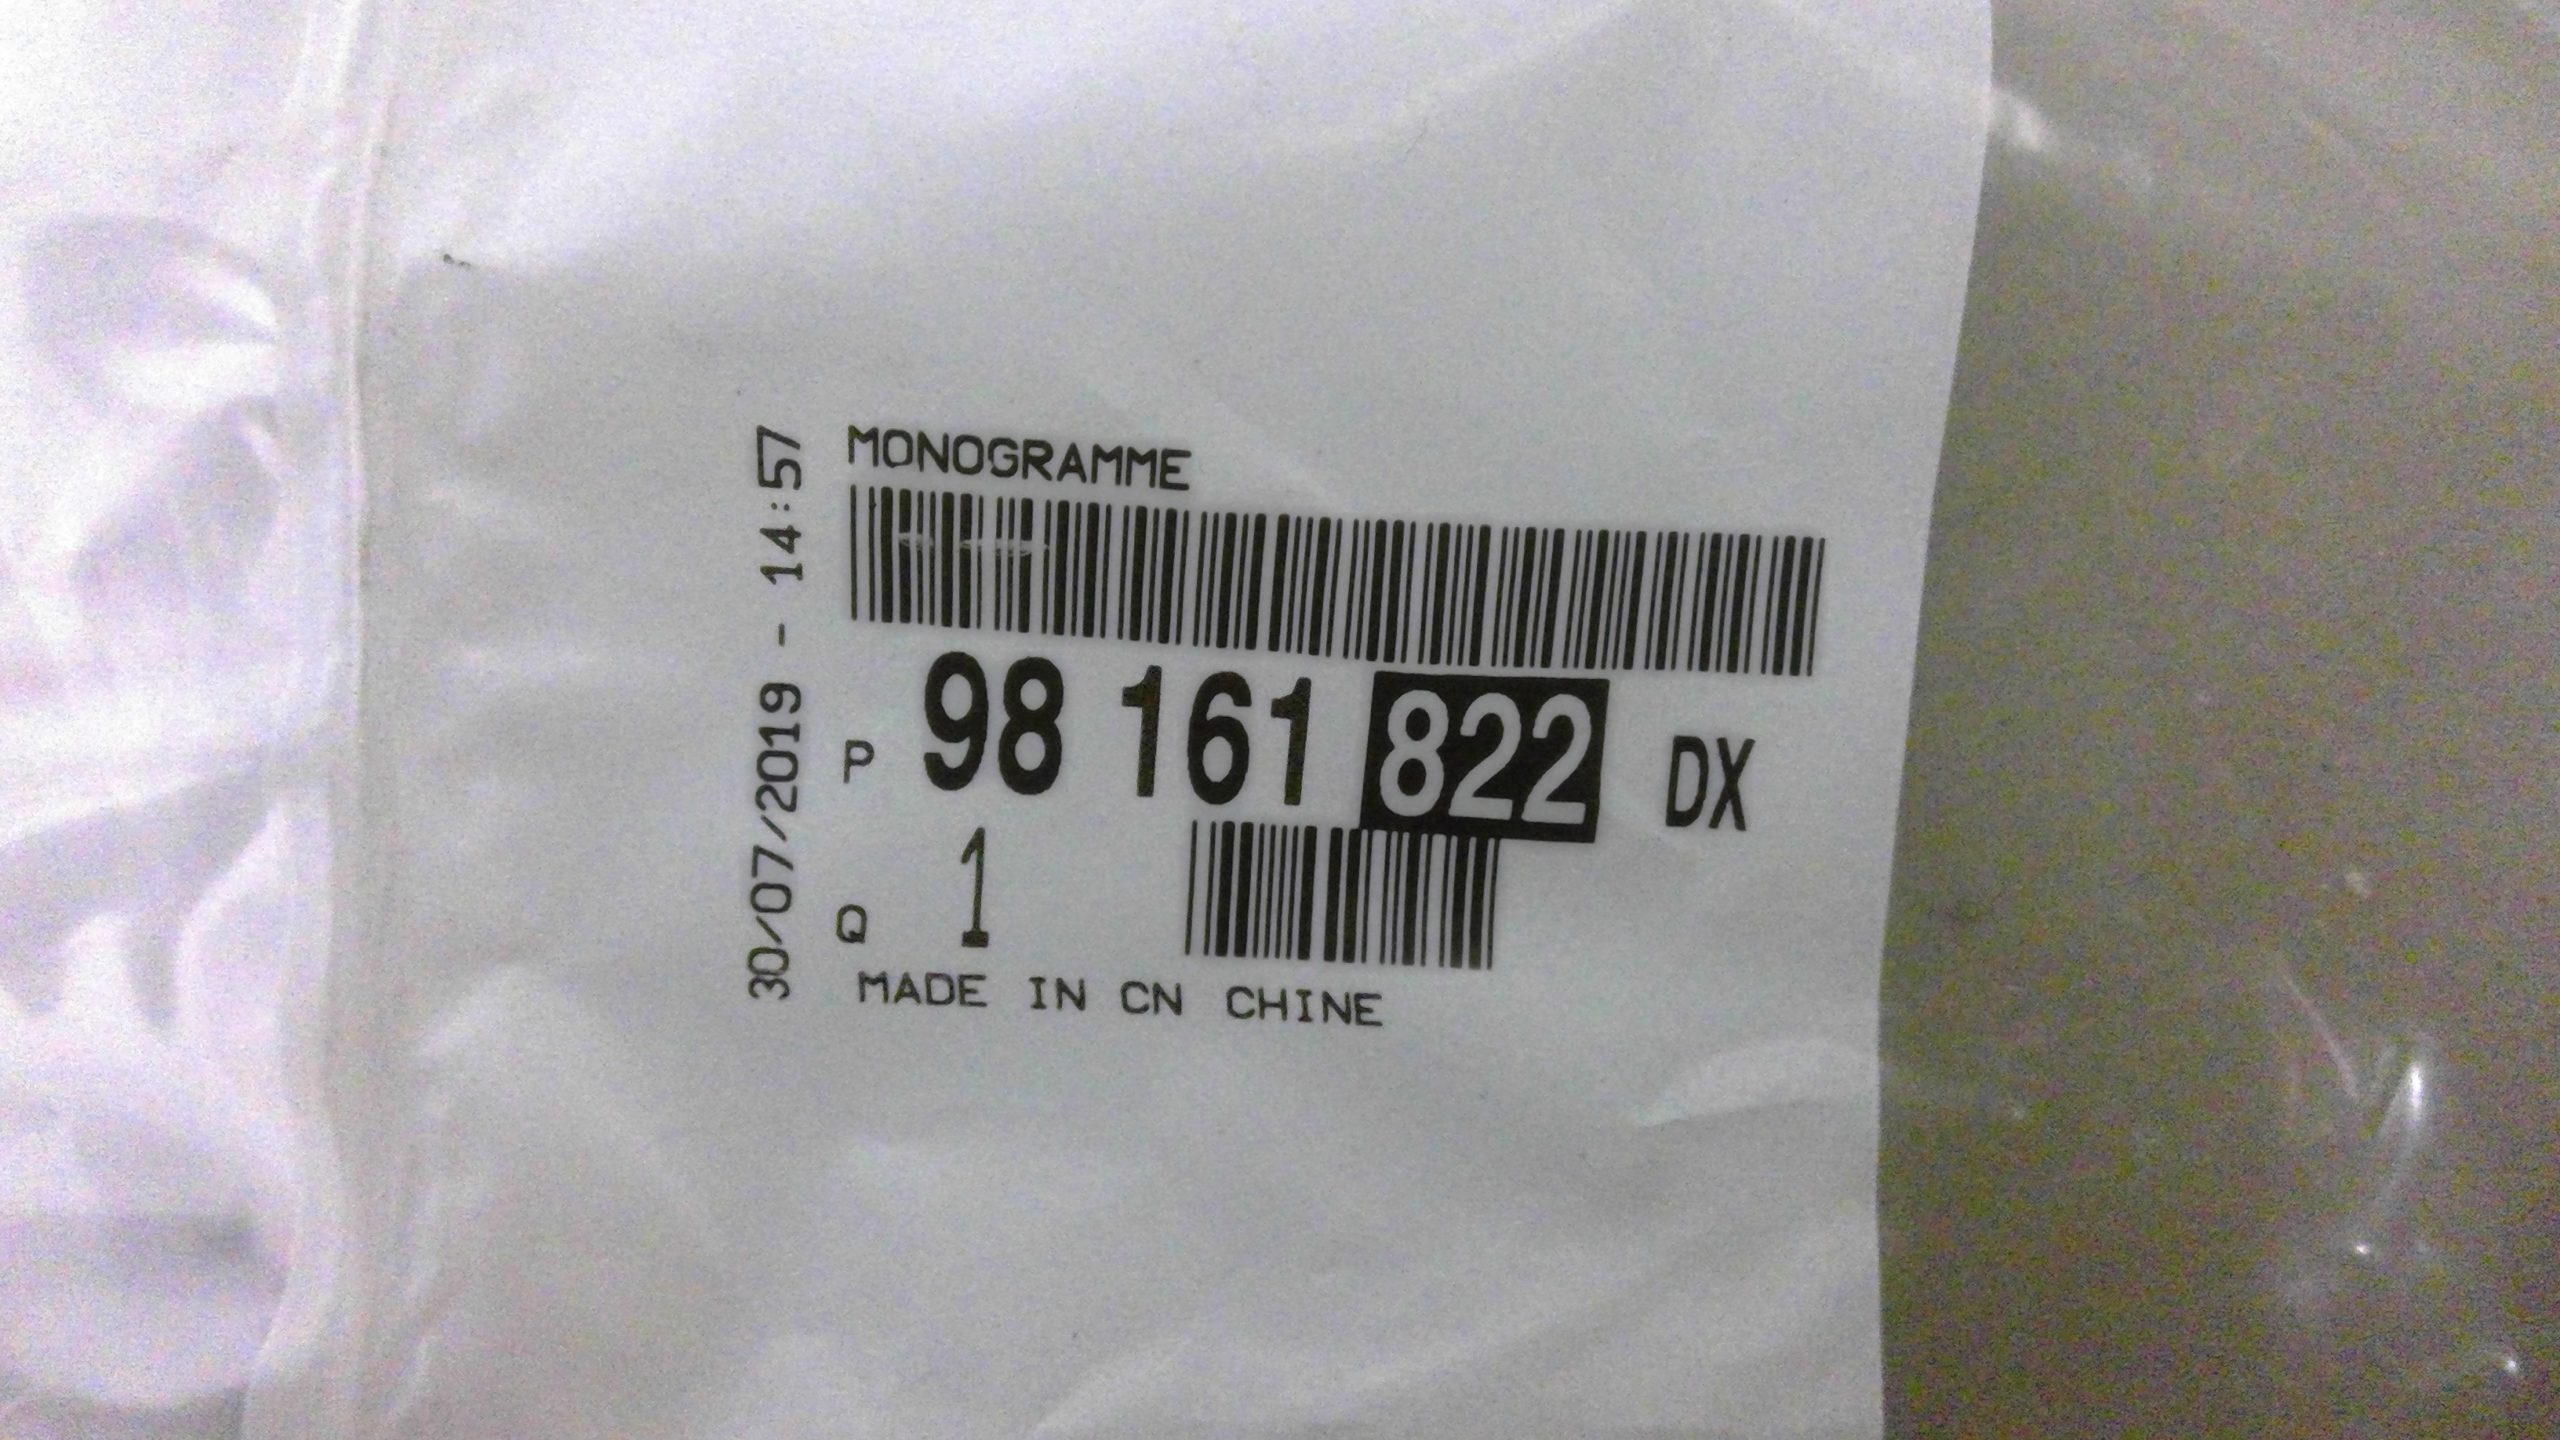 MONOGRAMME
P 98 161 822 DX
Q 1
MADE IN CN CHINE
30/07/2019 - 14:57